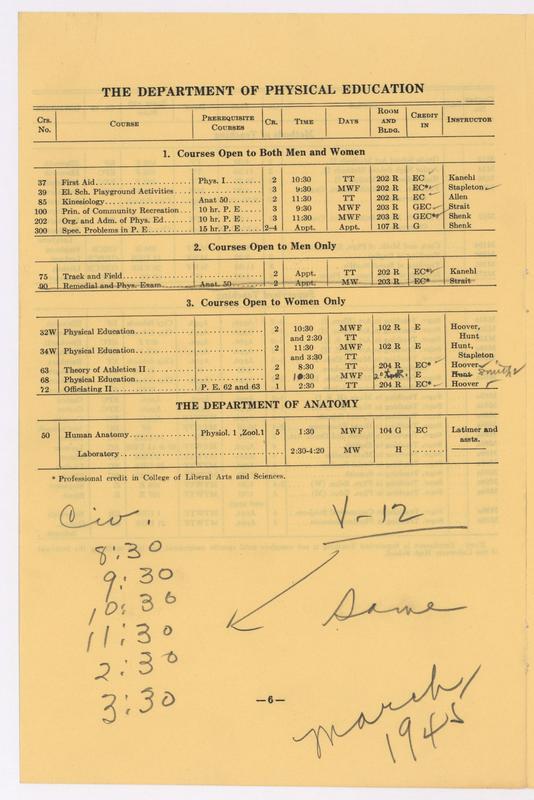 THE DEPARTMENT OF PHYSICAL EDUCATION
Crs. No. COURSE PREREQUISITE COURSES CR. TIME DAYS ROOM AND BLDG. CREDIT IN INSTRUCTOR
1. Courses Open to Both Men and Women
37 First Aid Phys. I 2 10:30 TT 202 R EC Kanehl
39 El. Sch. Playground Activities 3 9:30 MWF 202 R EC* Stapleton
85 Kinesiology Anat 50 2 11:30 TT 202 R EC Allen
100 Prin. of Community Recreation 10 hr. P. E. 3 9:30 MWF 203 R GEC Strait
202 Org. and Adm. of Phys. Ed. 10 hr. P. E. 3 11:30 MWF 203 R GEC* Shenk
300 Spec. Problems in P. E. 15 hr. P. E. 2-4 Appt. Appt. 107 R G Shenk
2. Courses Open to Men Only
75 Track and Field 2 Appt. TT 202 R EC* Kanehl
90 Remedial and Phys. Exam. Anat. 50 2 Appt. MW 203 R EC* Strait
3. Courses Open to Women Only
32W Physical Education 2 10:30 MWF 102 R E Hoover,
and 2:30 TT Hunt
34W Physical Education 2 11:30 MWF 102 R E Hunt,
and 3:30 TT Stapleton
63 Theory of Athletics II 2 8:30 TT 204 R EC* Hoover
68 Physical Education 2 MWF E Hunt
72 Officiating II P. E. 62 and 63 1 2:30 TT 204 R EC* Hoover
THE DEPARTMENT OF ANATOMY
50 Human Anatomy Physiol. 1, Zool.1 5 1:30 MWF 104 G EC Latimer and
assts.
Laboratory 2:30-4:20 MW H
* Professional credit in College of Liberal Arts and Sciences.
Civ. V-12
8:30
9:30
10:30 Same
11:30
2:30
3:30
—6—
March, 1945